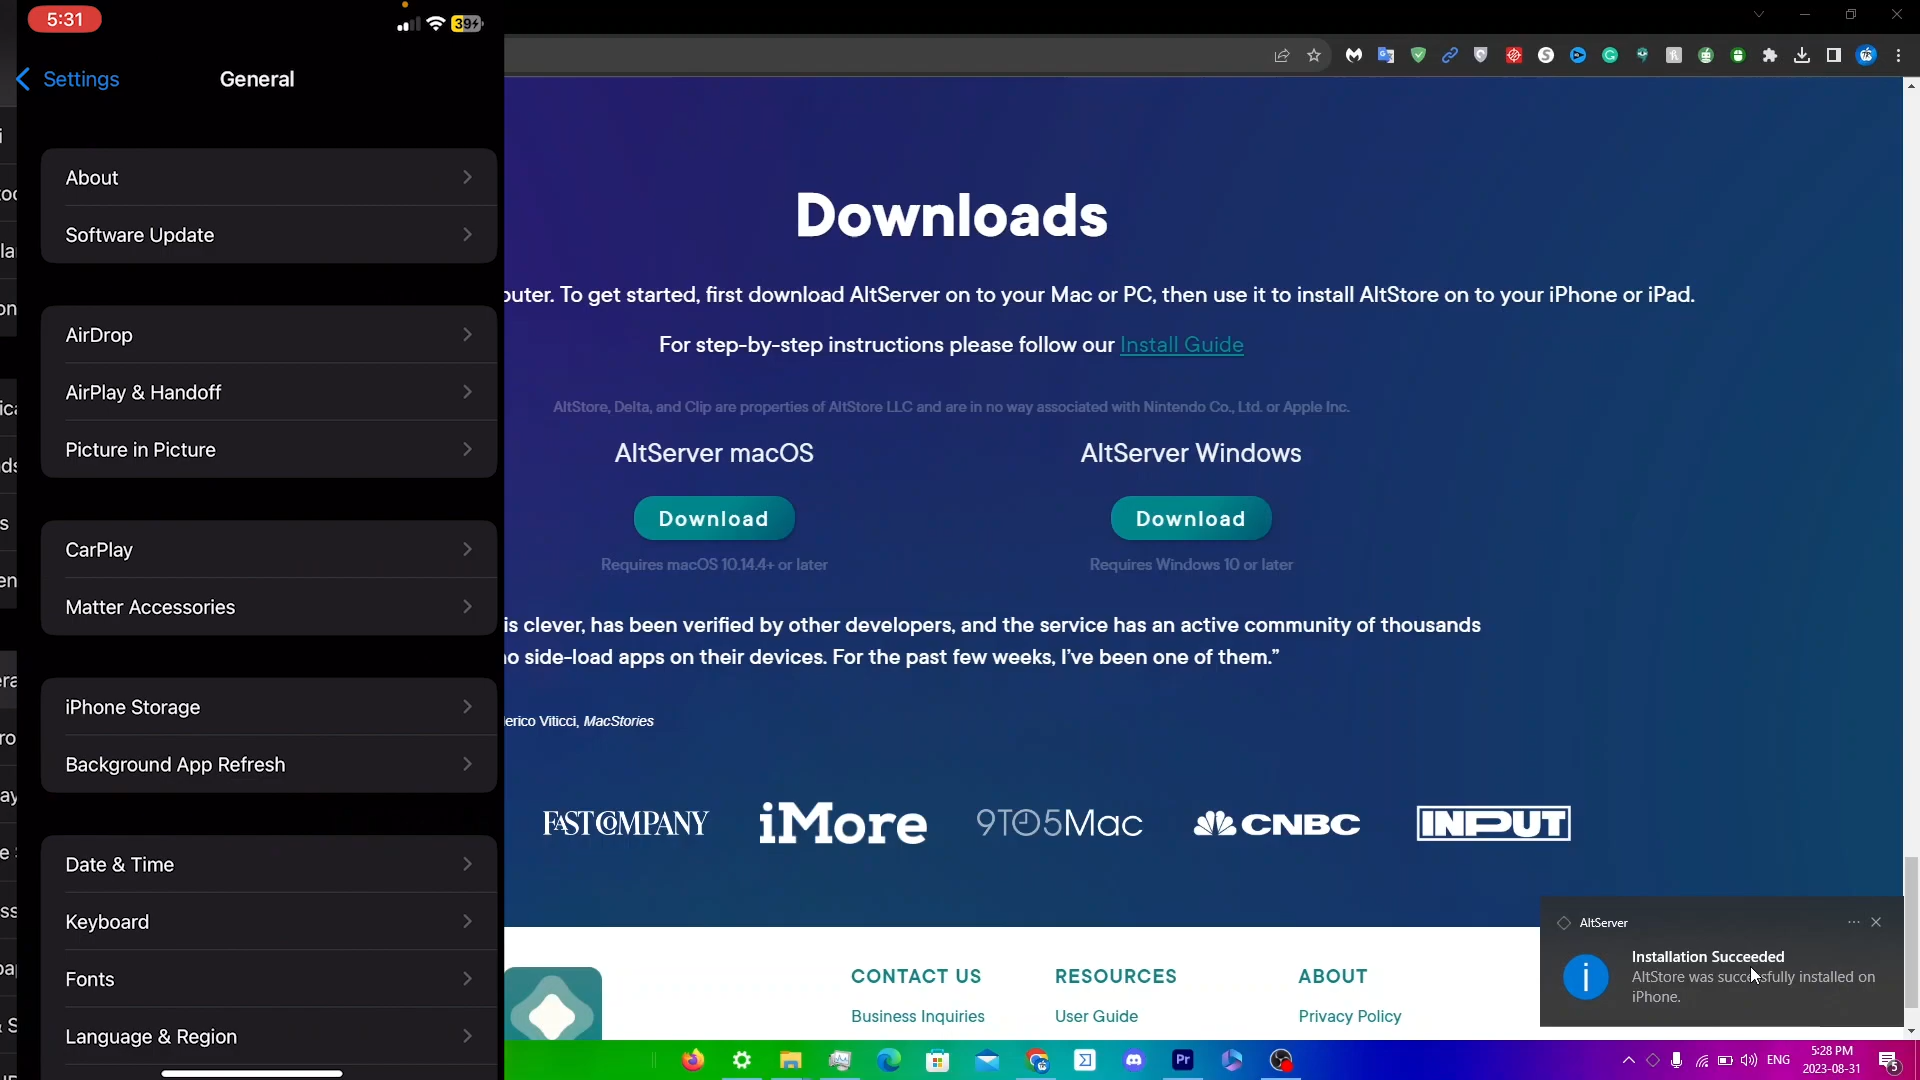 5:31
39
Settings
General
About
Software Update
AirDrop
AirPlay & Handoff
Picture in Picture
CarPlay
Matter Accessories
iPhone Storage
Background App Refresh
Date & Time
Keyboard
Fonts
Language & Region
Downloads
outer. To get started, first download AltServer on to your Mac or PC, then use it to install AltStore on to your iPhone or iPad.
For step-by-step instructions please follow our Install Guide
AltStore, Delta, and Clip are properties of AltStore LLC and are in no way associated with Nintendo Co., Ltd. or Apple Inc.
AltServer macOS
Download
Requires macOS 10.14.4+ or later
AltServer Windows
Download
Requires Windows 10 or later
is clever, has been verified by other developers, and the service has an active community of thousands
o side-load apps on their devices. For the past few weeks, I've been one of them.”
erico Viticci, MacStories
FAST COMPANY
iMore
9TO5Mac
CNBC
INPUT
CONTACT US
Business Inquiries
RESOURCES
User Guide
ABOUT
Privacy Policy
AltServer
Installation Succeeded
AltStore was successfully installed on
iPhone.
Pr
ENG
5:28 PM
2023-08-31
5